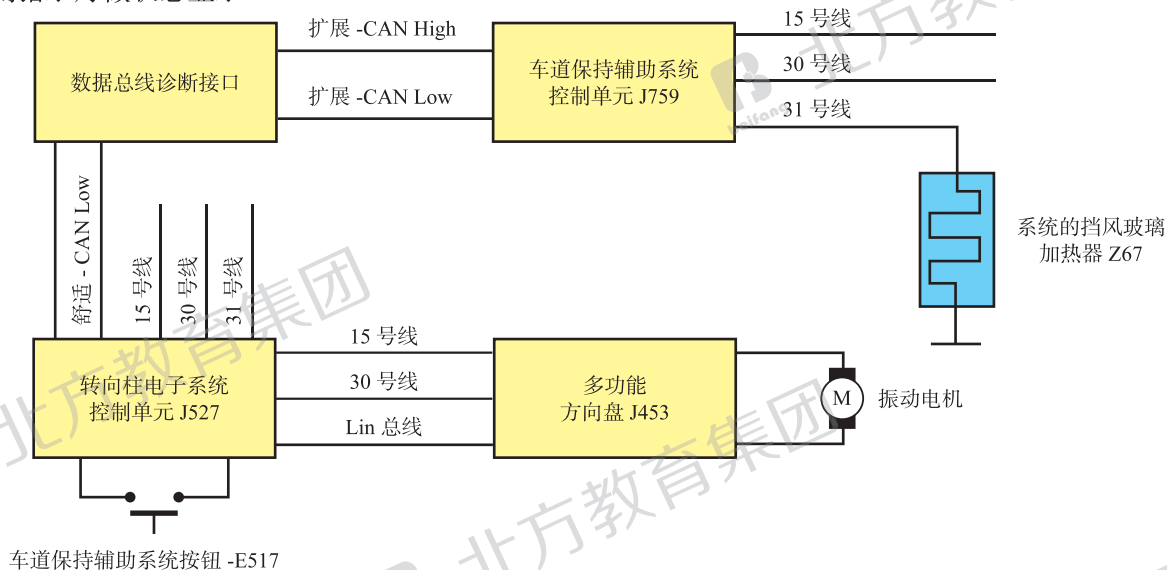 扩展 -CAN High
15 号线
数据总线诊断接口
车道保持辅助系统
控制单元 J759
30 号线
扩展 -CAN Low
31 号线
舒适 - CAN Low
15 号线
30 号线
31 号线
系统的挡风玻璃
加热器 Z67
转向柱电子系统
控制单元 J527
15 号线
30 号线
Lin 总线
多功能
方向盘 J453
M
振动电机
车道保持辅助系统按钮 -E517
北方教育集团
北方教育集团
北方教
Beifang